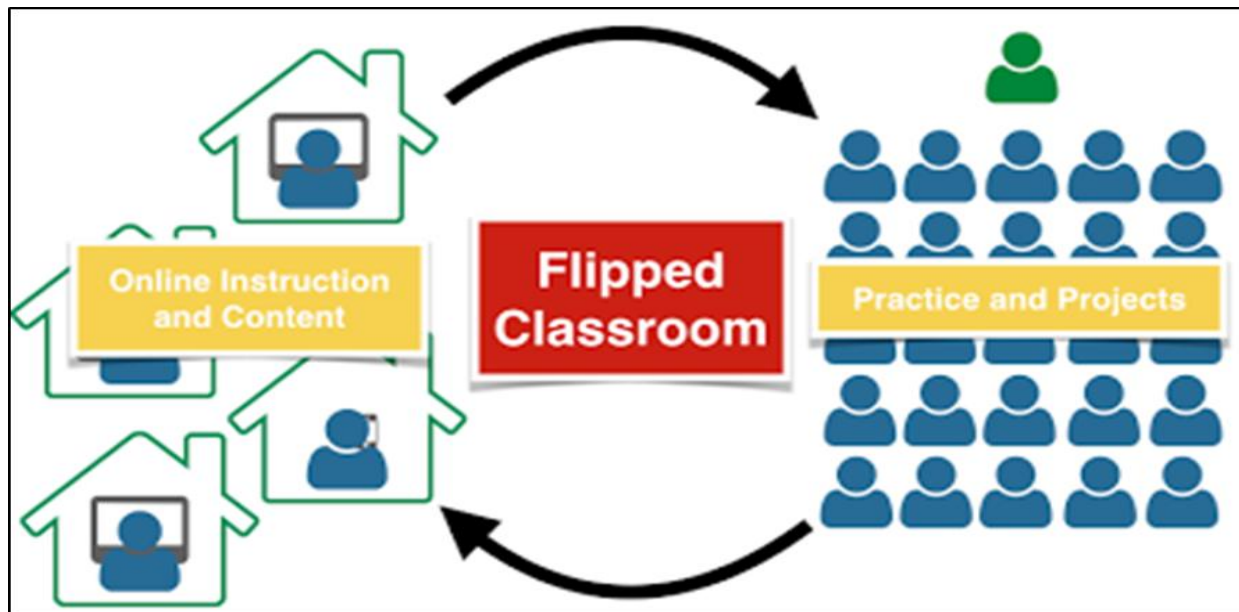 Online Instruction
and Content
Flipped
Classroom
Practice and Projects